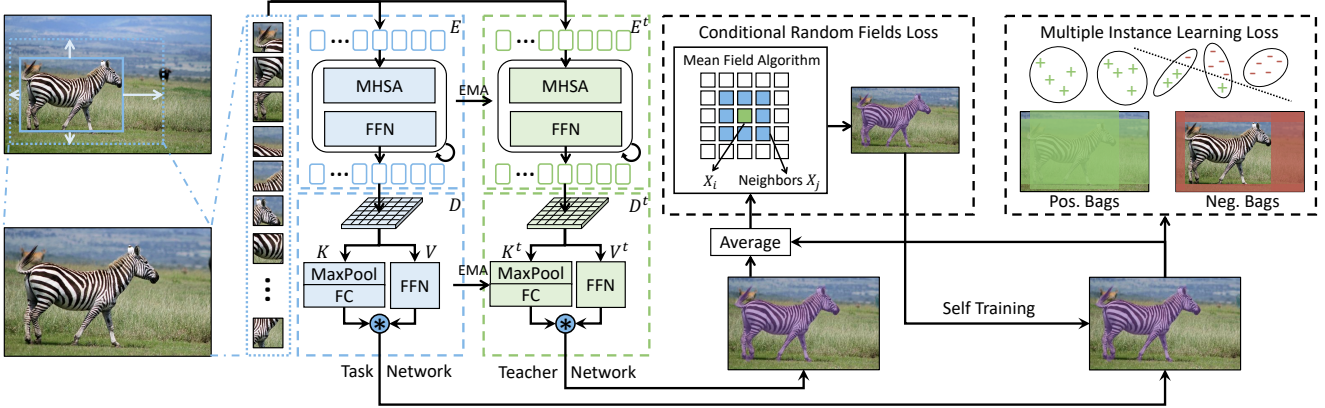 E
MHSA
FFN
D
K
V
MaxPool
FC
FFN
Task Network
EMA
EMA
E^t
MHSA
FFN
D^t
K^t
V^t
MaxPool
FC
FFN
Teacher Network
Conditional Random Fields Loss
Mean Field Algorithm
X_i
Neighbors X_j
Average
Self Training
Multiple Instance Learning Loss
Pos. Bags
Neg. Bags